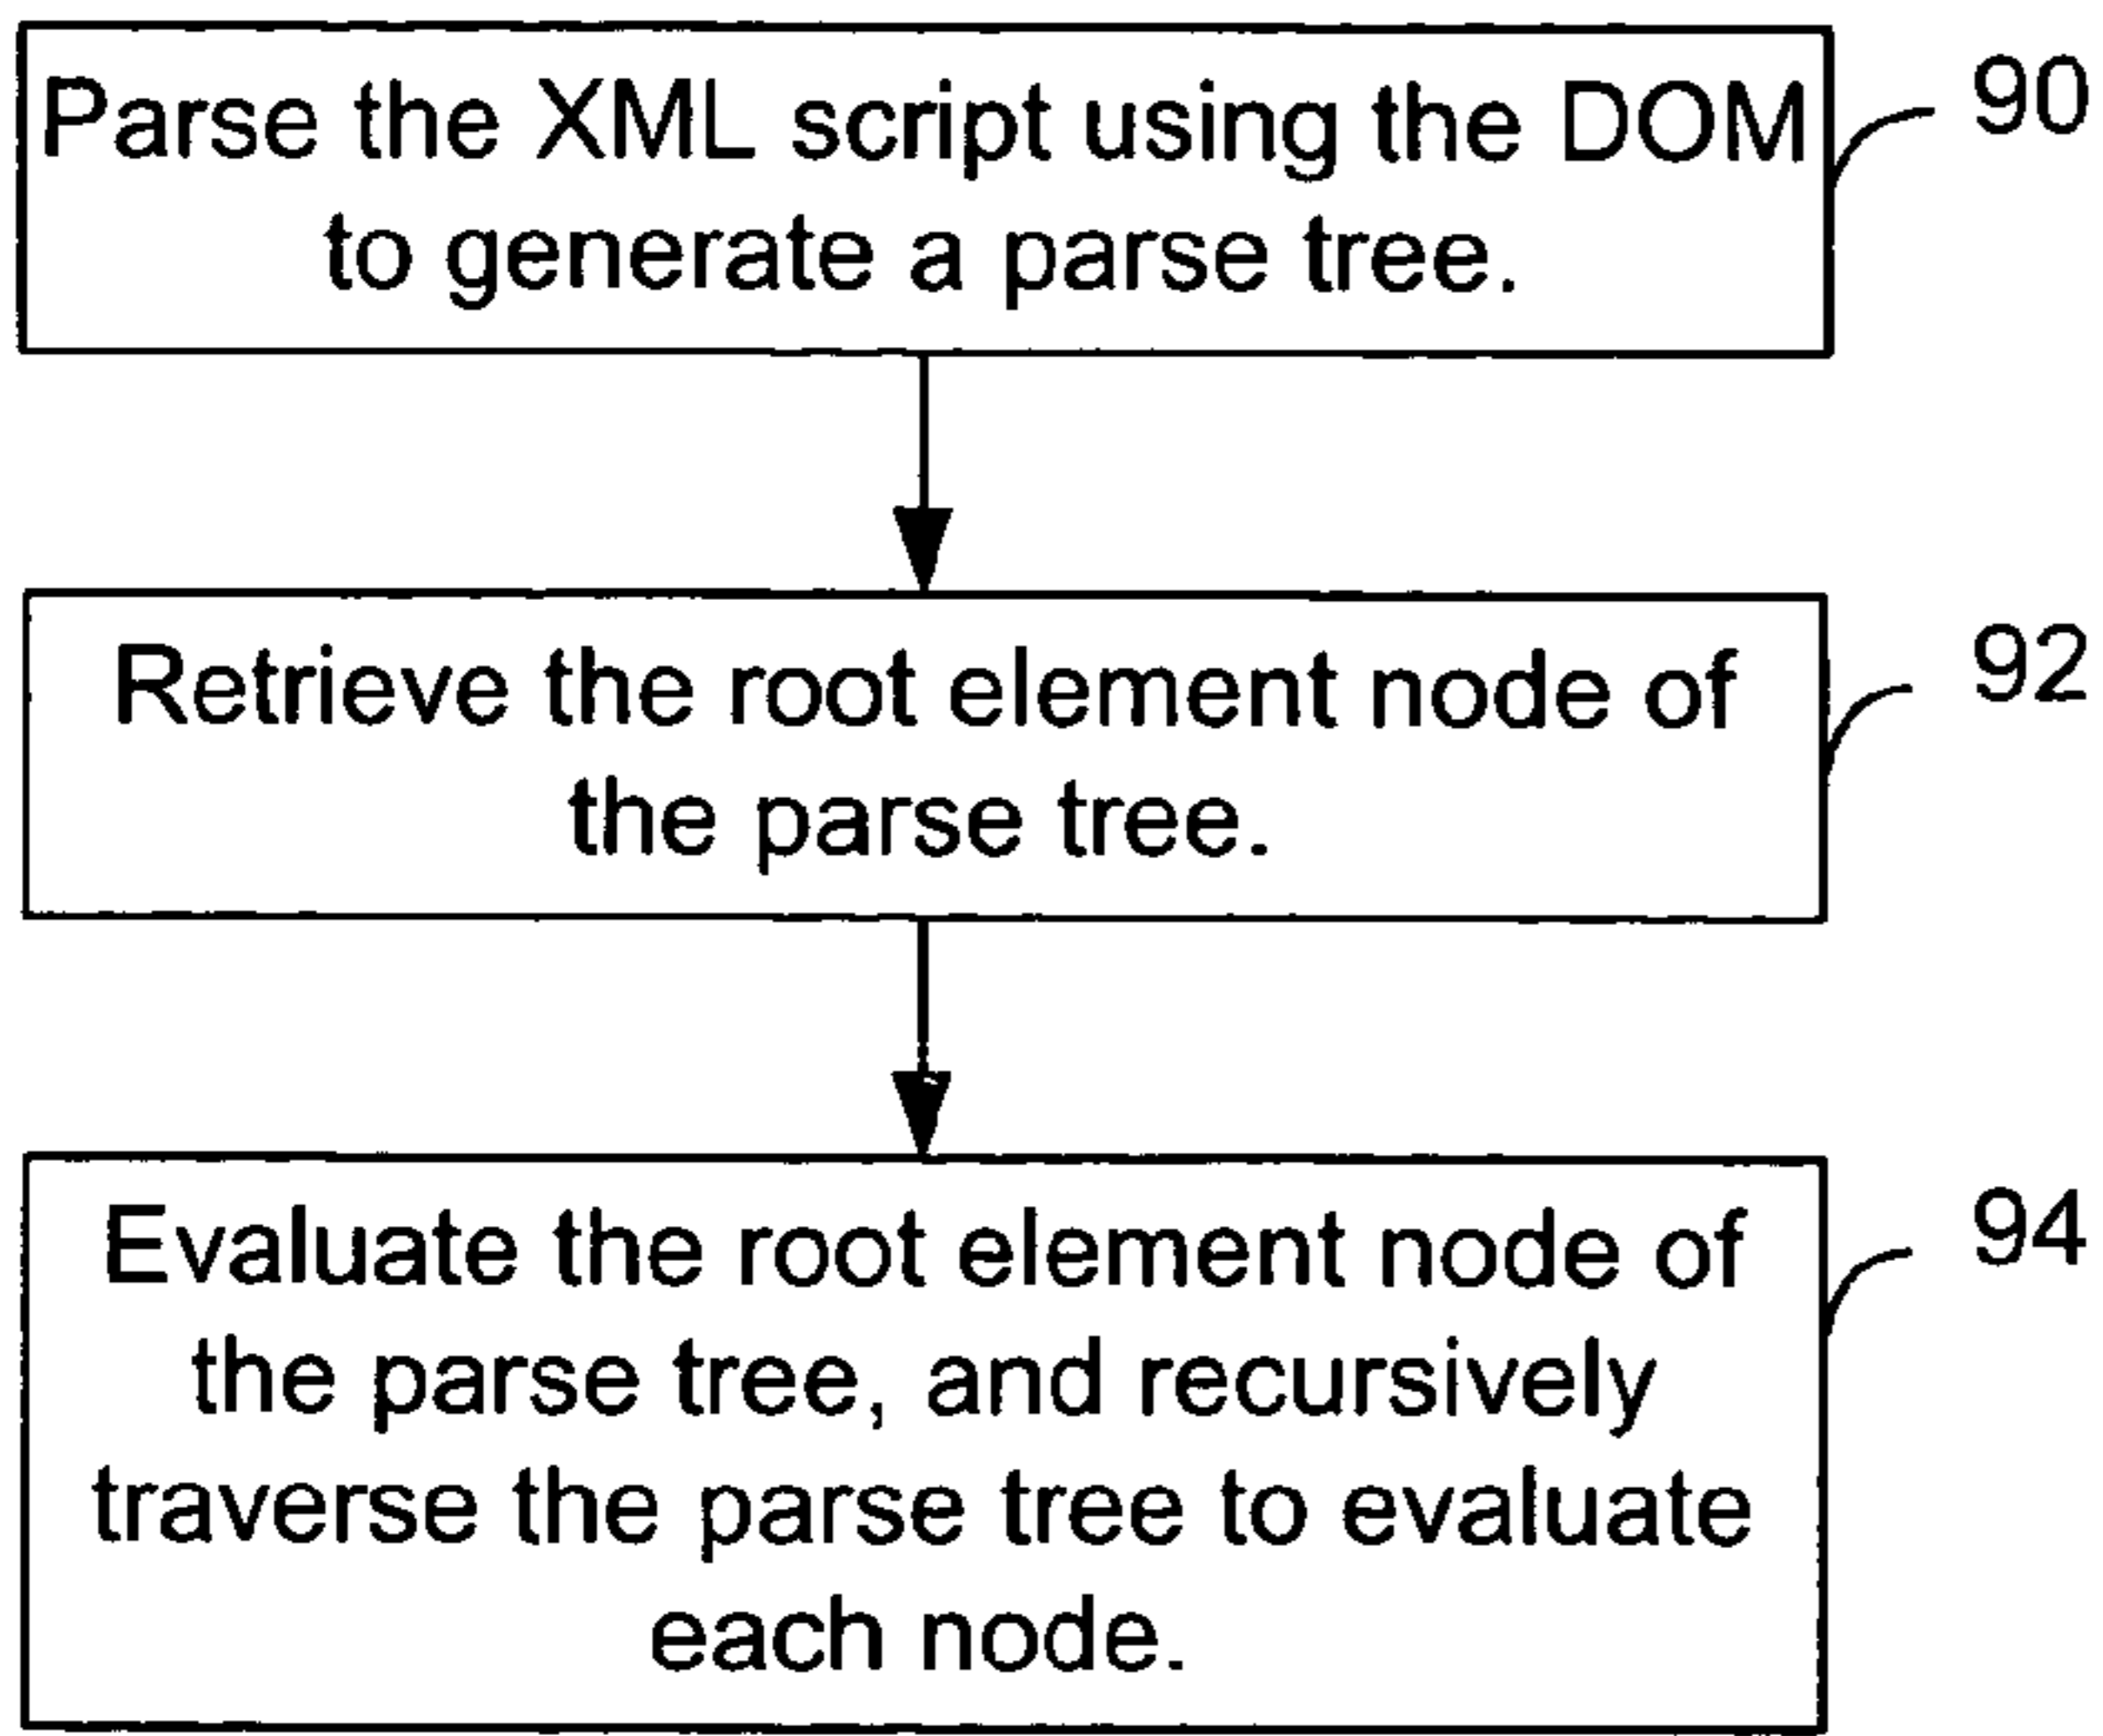 Parse the XML script using the DOM
to generate a parse tree.
90
Retrieve the root element node of
the parse tree.
92
Evaluate the root element node of
the parse tree, and recursively
traverse the parse tree to evaluate
each node.
94